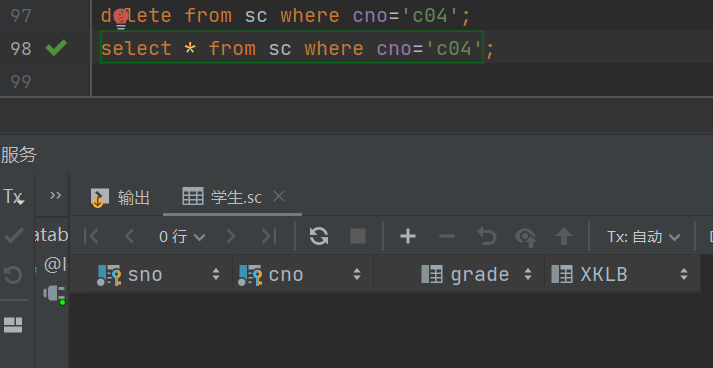 97 delete from sc where cno='c04';
98 select * from sc where cno='c04';
99
服务
Tx >> 输出 学生.sc
0 行 Tx: 自动 D
atab
sno cno grade XKLB
@l